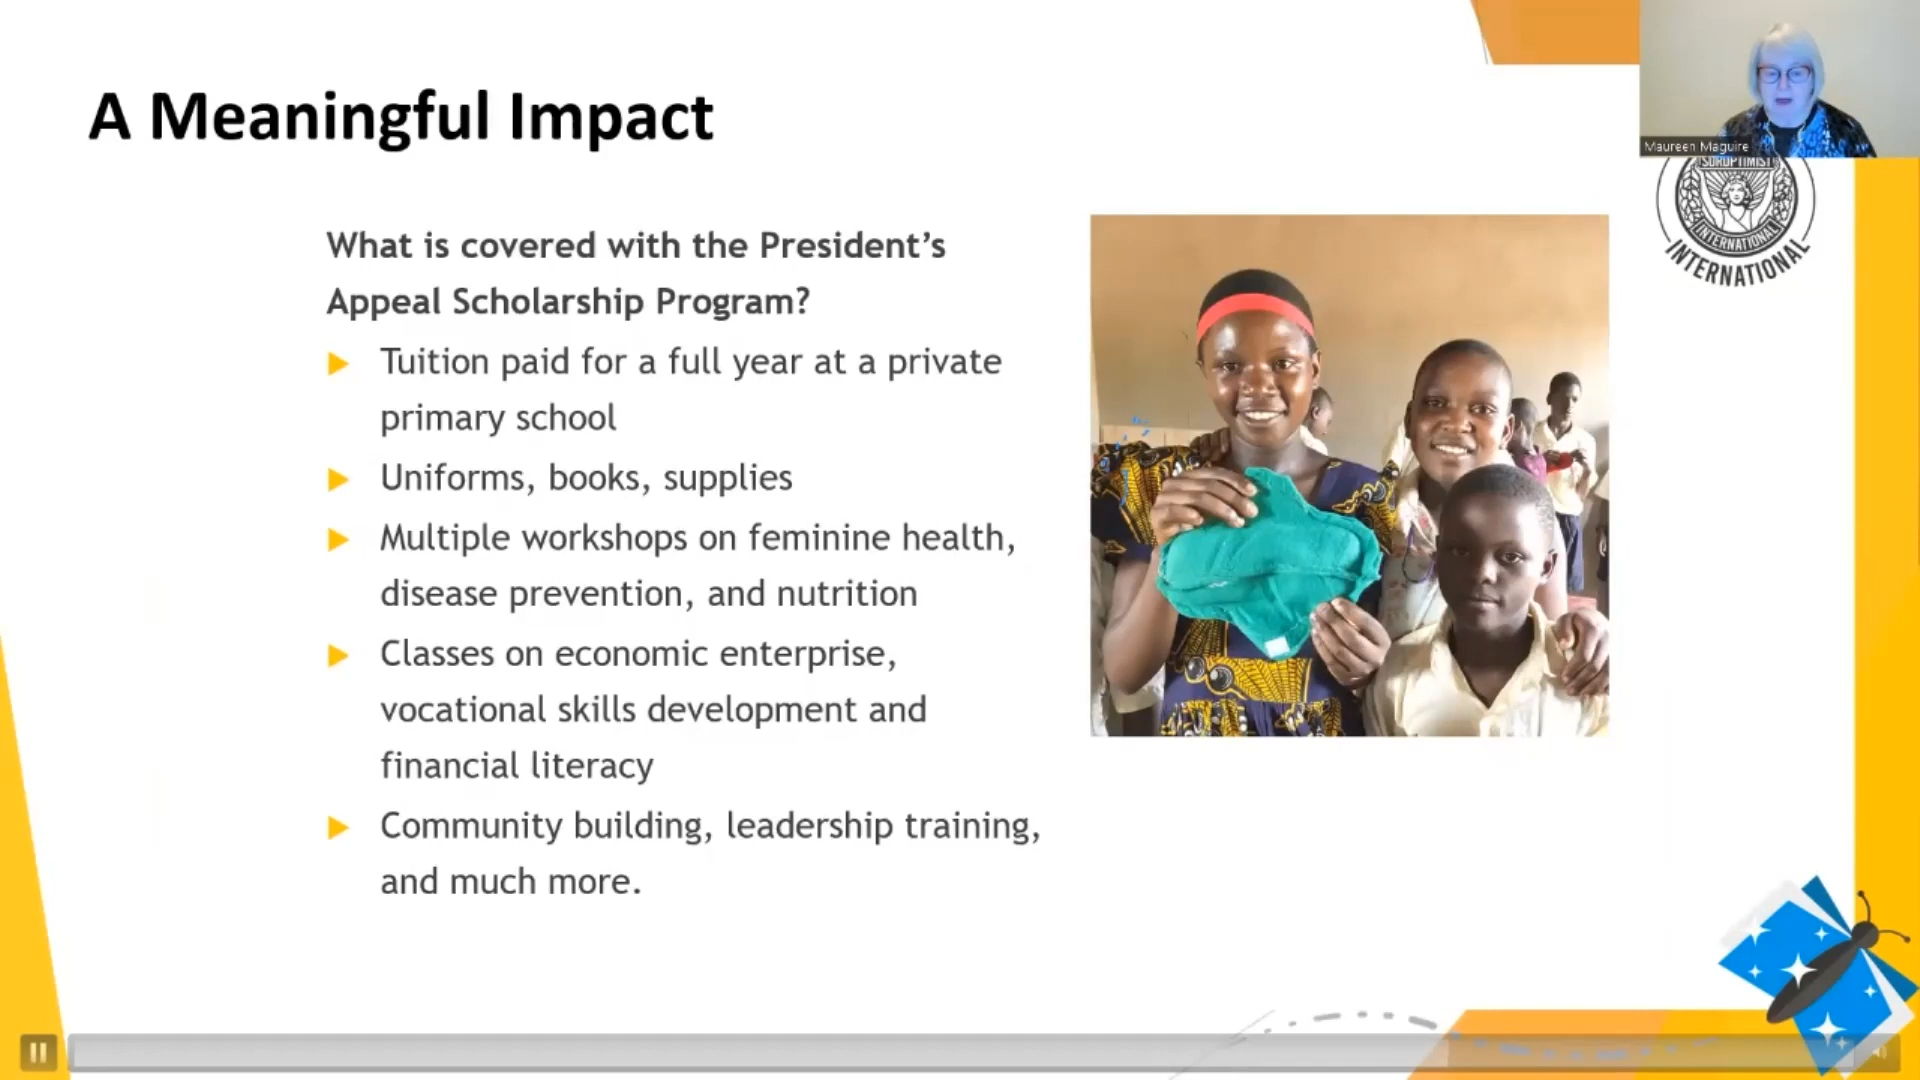 A Meaningful Impact
Maureen Maguire
SOROPTIMIST
INTERNATIONAL
INTERNATIONAL
What is covered with the President’s
Appeal Scholarship Program?
Tuition paid for a full year at a private
primary school
Uniforms, books, supplies
Multiple workshops on feminine health,
disease prevention, and nutrition
Classes on economic enterprise,
vocational skills development and
financial literacy
Community building, leadership training,
and much more.